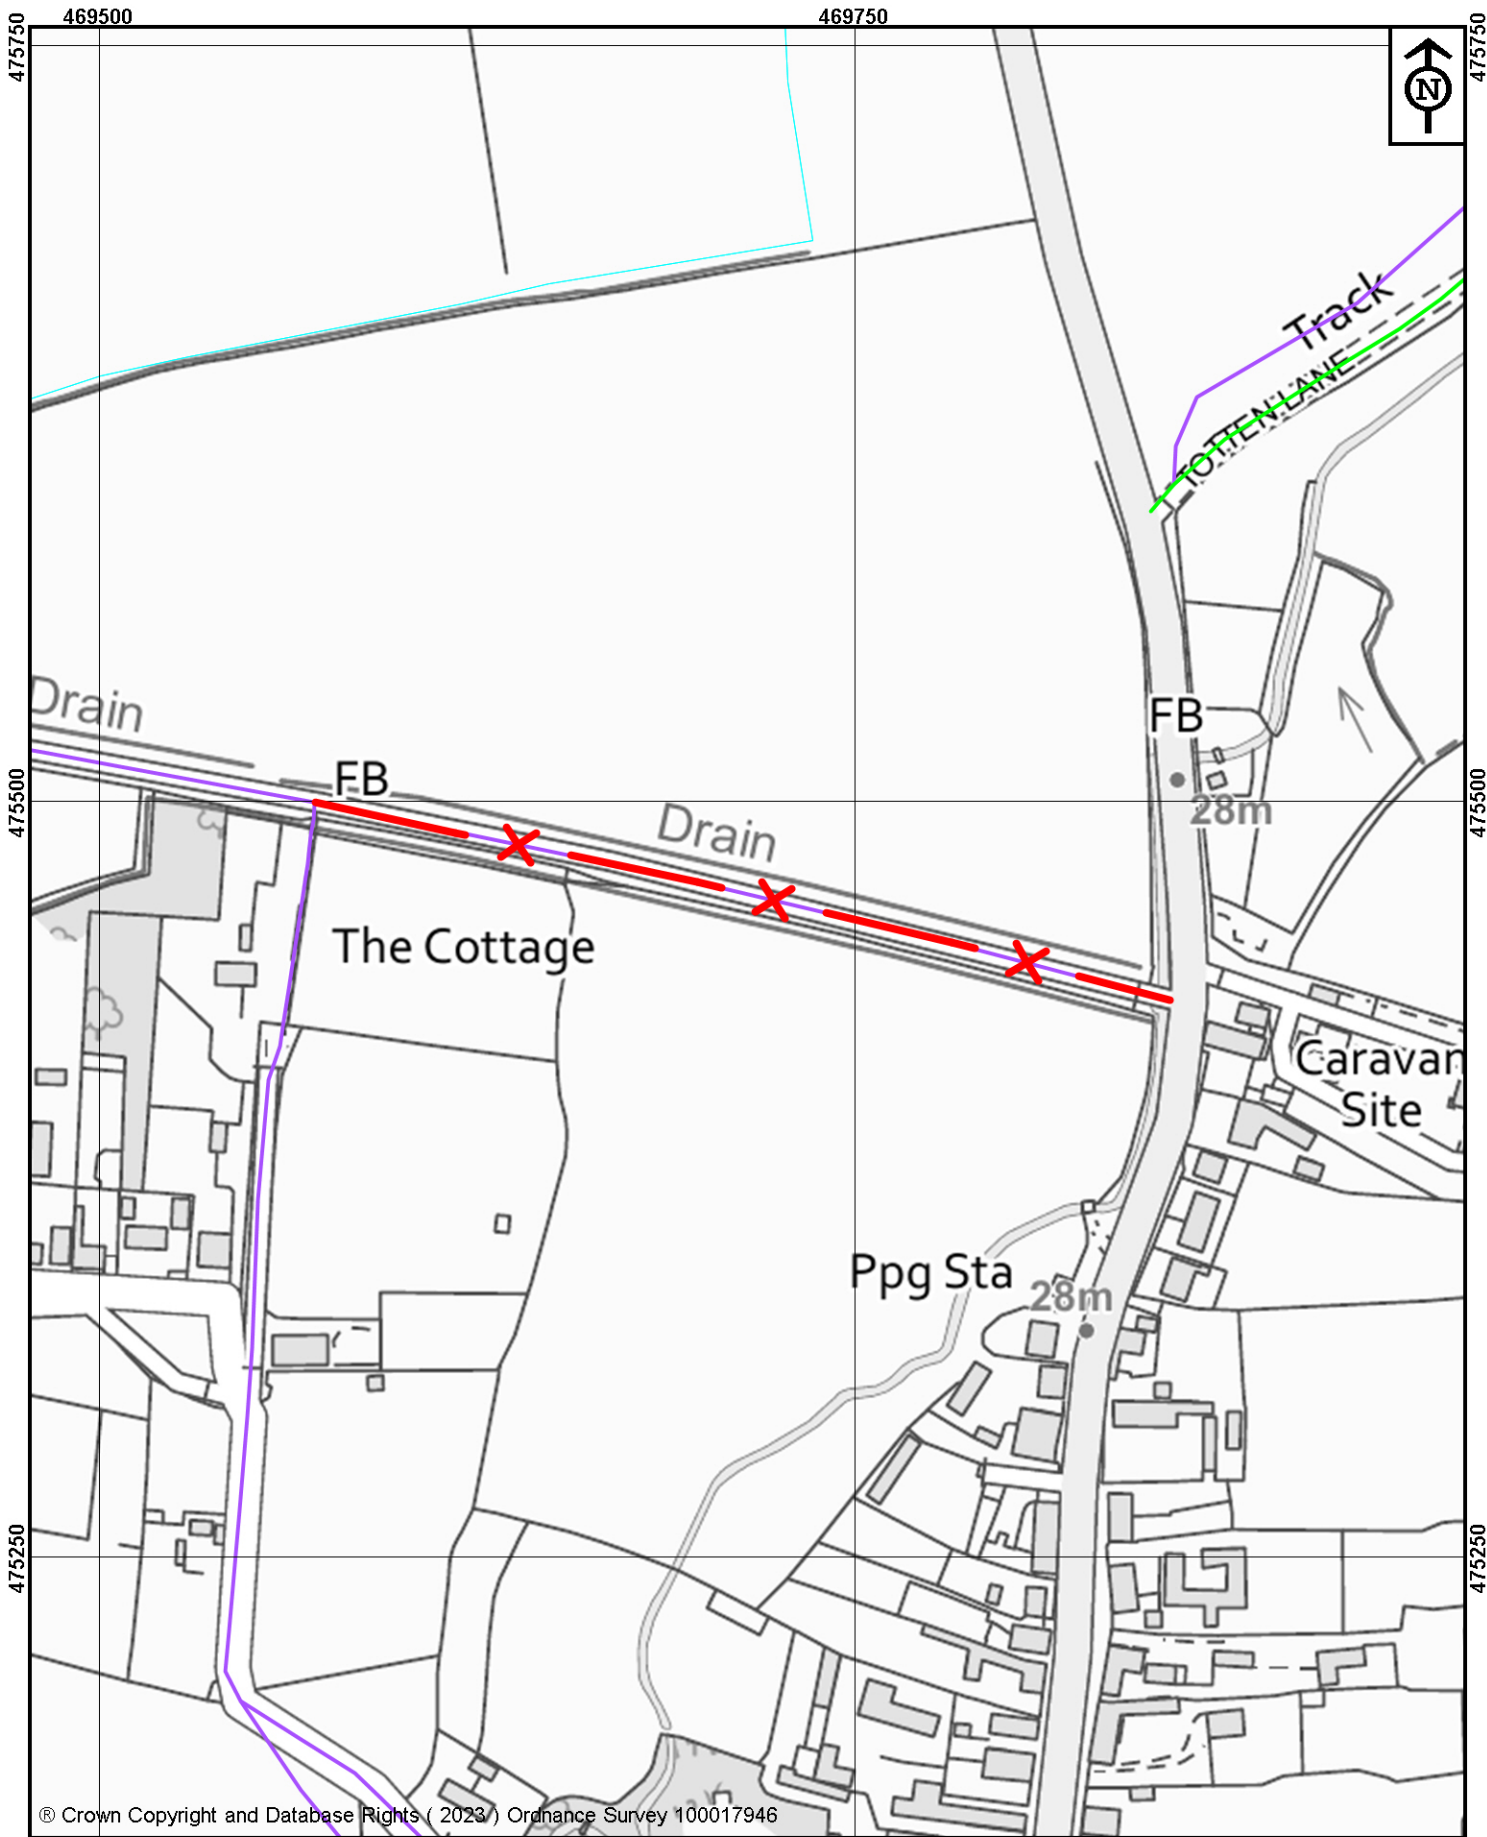 469500
469750
475750
475750
N
Track
TOTTEN LANE
Drain
FB
FB
28m
475500
475500
Drain
The Cottage
Caravan
Site
Ppg Sta
28m
475250
475250
® Crown Copyright and Database Rights ( 2023 ) Ordnance Survey 100017946